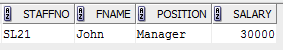 STAFFNO FNAME POSITION SALARY
SL21 John Manager 30000